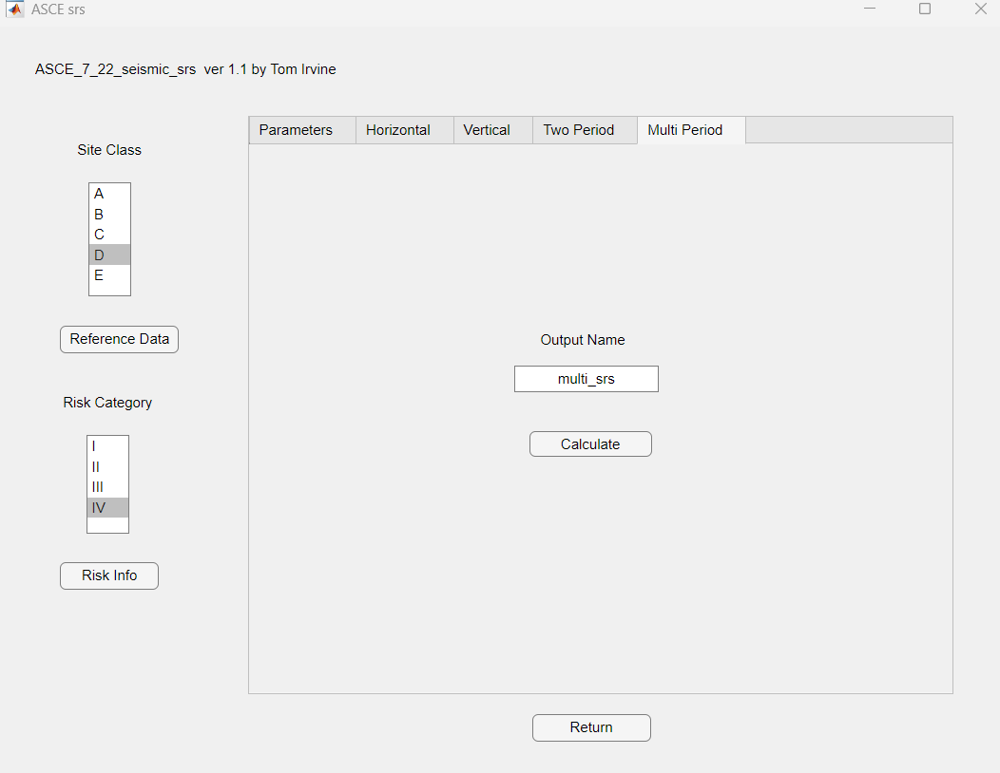 ASCE srs
ASCE_7_22_seismic_srs  ver 1.1 by Tom Irvine
Parameters
Horizontal
Vertical
Two Period
Multi Period
Site Class
A
B
C
D
E
Reference Data
Risk Category
I
II
III
IV
Risk Info
Output Name
multi_srs
Calculate
Return